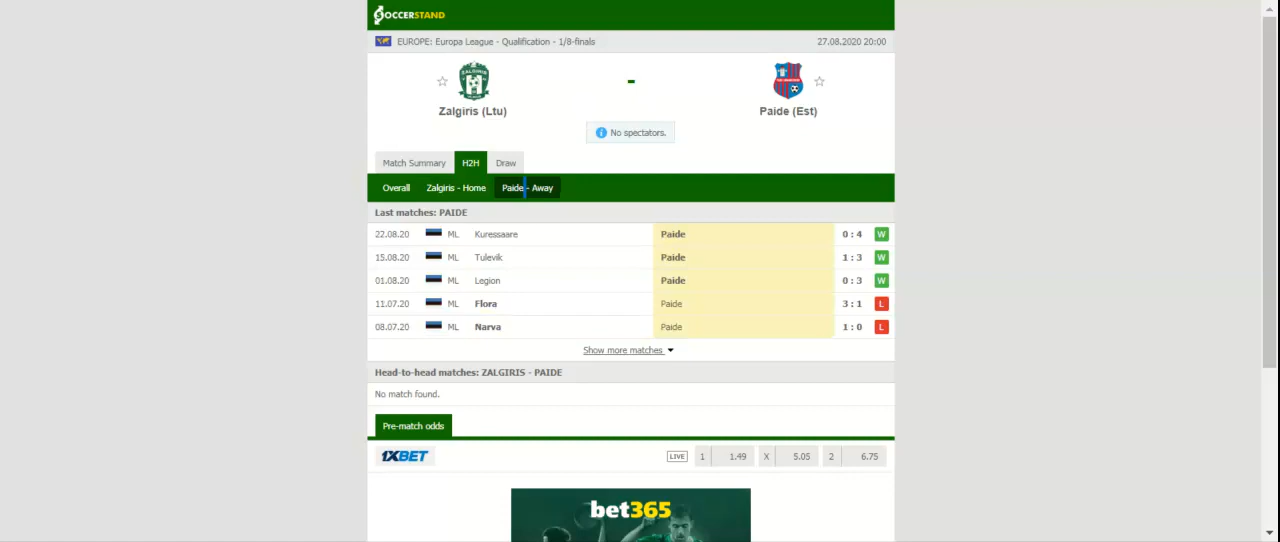 SOCCERSTAND
EUROPE: Europa League - Qualification - 1/8-finals 27.08.2020 20:00
-
Zalgiris (Ltu) Paide (Est)
No spectators.
Match Summary H2H Draw
Overall Zalgiris - Home Paide - Away
Last matches: PAIDE
22.08.20 ML Kuressaare Paide 0 : 4 W
15.08.20 ML Tulevik Paide 1 : 3 W
01.08.20 ML Legion Paide 0 : 3 W
11.07.20 ML Flora Paide 3 : 1 L
08.07.20 ML Narva Paide 1 : 0 L
Show more matches
Head-to-head matches: ZALGIRIS - PAIDE
No match found.
Pre-match odds
1XBET LIVE 1 1.49 X 5.05 2 6.75
bet365